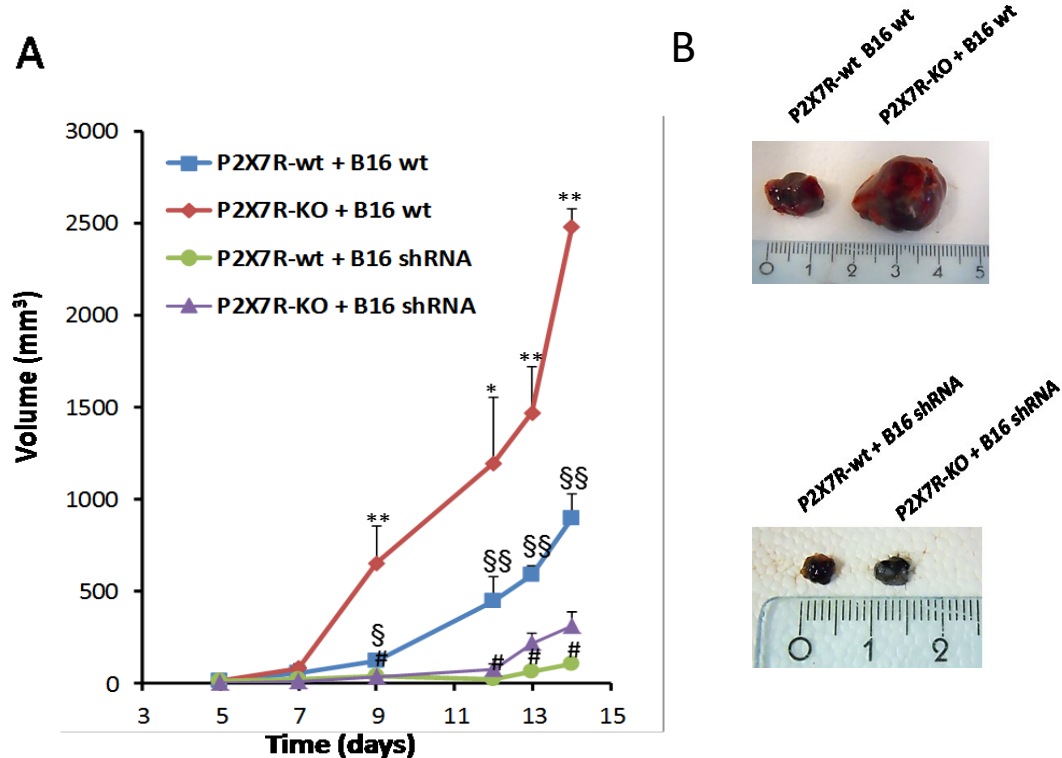 A
B
P2X7R-wt B16 wt
P2X7R-KO + B16 wt
3000
2500
2000
1500
1000
500
0
Volume (mm³)
P2X7R-wt + B16 wt
P2X7R-KO + B16 wt
P2X7R-wt + B16 shRNA
P2X7R-KO + B16 shRNA
**
*
**
**
§
#
§§
§§
§§
#
#
#
3 5 7 9 11 13 15
Time (days)
0 1 2 3 4 5
P2X7R-wt + B16 shRNA
P2X7R-KO + B16 shRNA
0 1 2